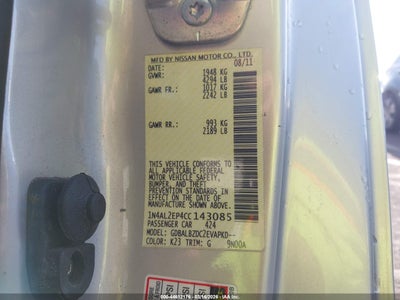 MFD BY NISSAN MOTOR CO., LTD.
DATE: 08/11
GVWR: 1948 KG
4294 LB
GAWR FR.: 1017 KG
2242 LB
GAWR RR.: 993 KG
2189 LB
THIS VEHICLE CONFORMS TO
ALL APPLICABLE FEDERAL
MOTOR VEHICLE SAFETY,
BUMPER, AND THEFT
PREVENTION STANDARDS IN
EFFECT ON THE DATE OF
MANUFACTURE SHOWN ABOVE.
1N4AL2EP4CC 143085
PASSENGER CAR 424
MODEL: GDBALBZDC2EVAPKD--
COLOR: K23 TRIM: G 9N00A